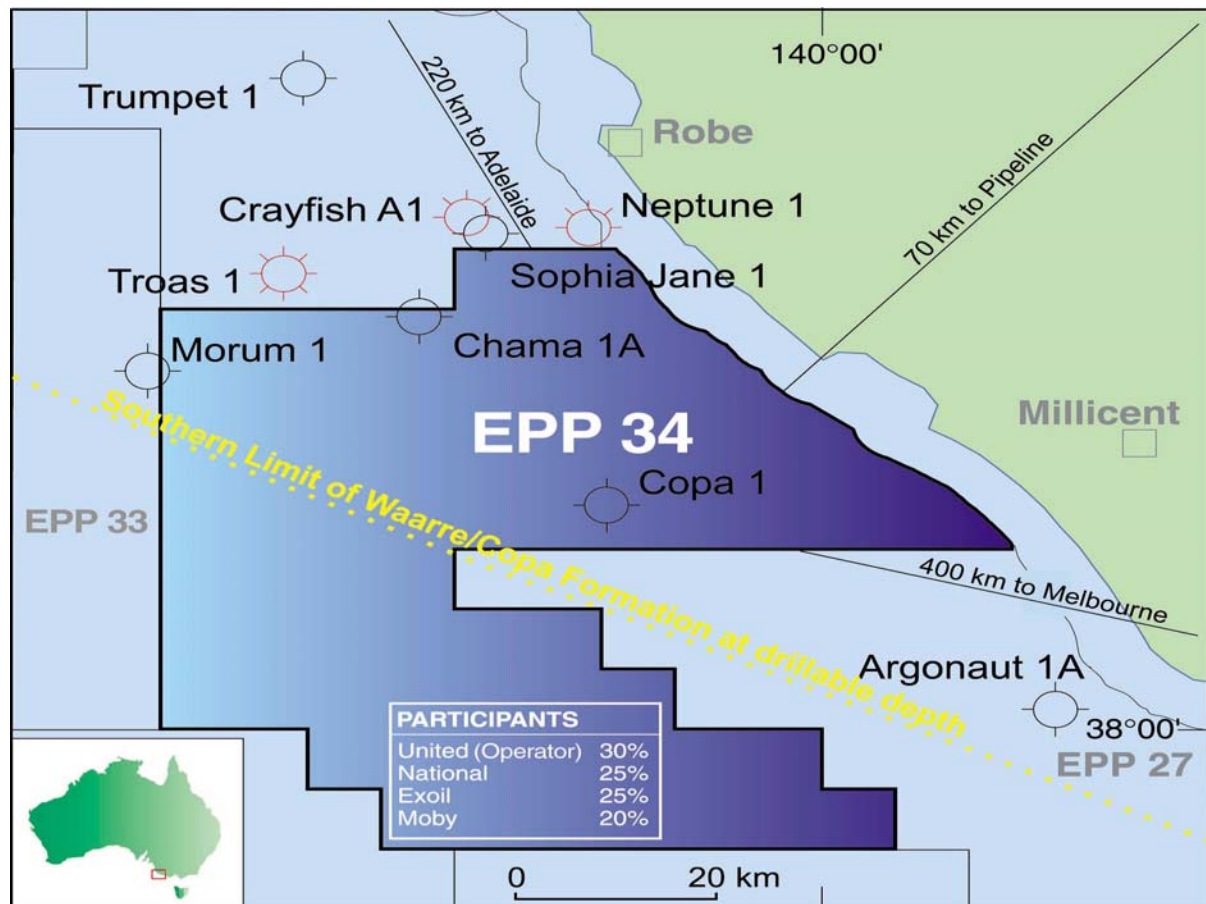 140°00'
Trumpet 1
220 km to Adelaide
Robe
70 km to Pipeline
Crayfish A1
Neptune 1
Troas 1
Sophia Jane 1
Morum 1
Chama 1A
Millicent
EPP 34
Southern Limit of Waarre/Copa Formation at drillable depth
Copa 1
EPP 33
400 km to Melbourne
Argonaut 1A
38°00'
EPP 27
PARTICIPANTS
United (Operator) 30%
National 25%
Exoil 25%
Moby 20%
0 20 km